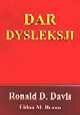 DAR
DYSLEKSJI
Ronald D. Davis
Eldon M. Braun